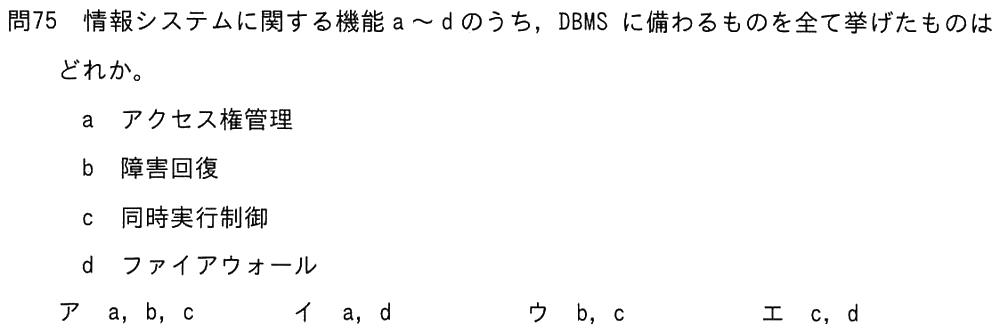 問75 情報システムに関する機能 a ～ d のうち，DBMS に備わるものを全て挙げたものは
どれか。
a アクセス権管理
b 障害回復
c 同時実行制御
d ファイアウォール
ア a, b, c イ a, d ウ b, c エ c, d